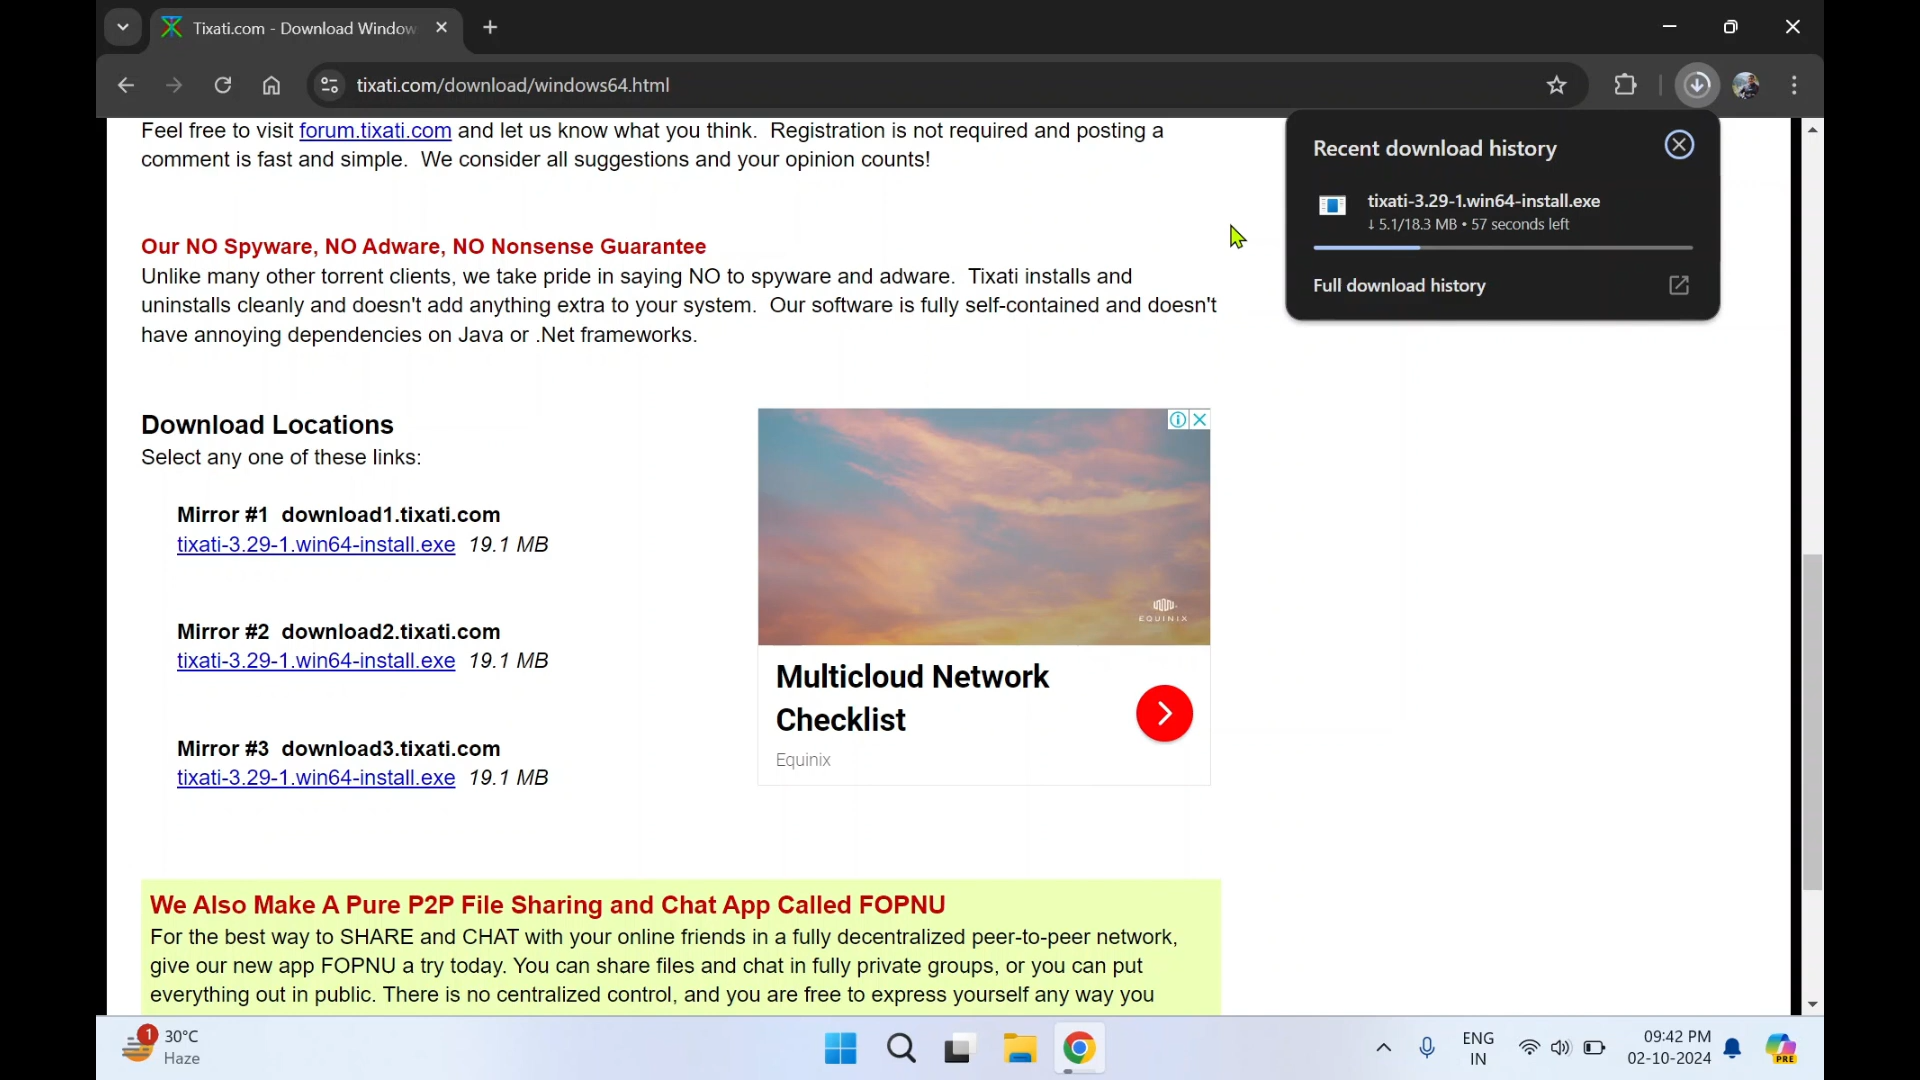 Tixati.com - Download Window
tixati.com/download/windows64.html
Feel free to visit forum.tixati.com and let us know what you think. Registration is not required and posting a
comment is fast and simple. We consider all suggestions and your opinion counts!
Recent download history
tixati-3.29-1.win64-install.exe
↓ 5.1/18.3 MB • 57 seconds left
Full download history
Our NO Spyware, NO Adware, NO Nonsense Guarantee
Unlike many other torrent clients, we take pride in saying NO to spyware and adware. Tixati installs and
uninstalls cleanly and doesn't add anything extra to your system. Our software is fully self-contained and doesn't
have annoying dependencies on Java or .Net frameworks.
Download Locations
Select any one of these links:
Mirror #1 download1.tixati.com
tixati-3.29-1.win64-install.exe 19.1 MB
Mirror #2 download2.tixati.com
tixati-3.29-1.win64-install.exe 19.1 MB
Mirror #3 download3.tixati.com
tixati-3.29-1.win64-install.exe 19.1 MB
EQUINIX
Multicloud Network
Checklist
Equinix
We Also Make A Pure P2P File Sharing and Chat App Called FOPNU
For the best way to SHARE and CHAT with your online friends in a fully decentralized peer-to-peer network,
give our new app FOPNU a try today. You can share files and chat in fully private groups, or you can put
everything out in public. There is no centralized control, and you are free to express yourself any way you
1
30°C
Haze
ENG
IN
09:42 PM
02-10-2024
PRE